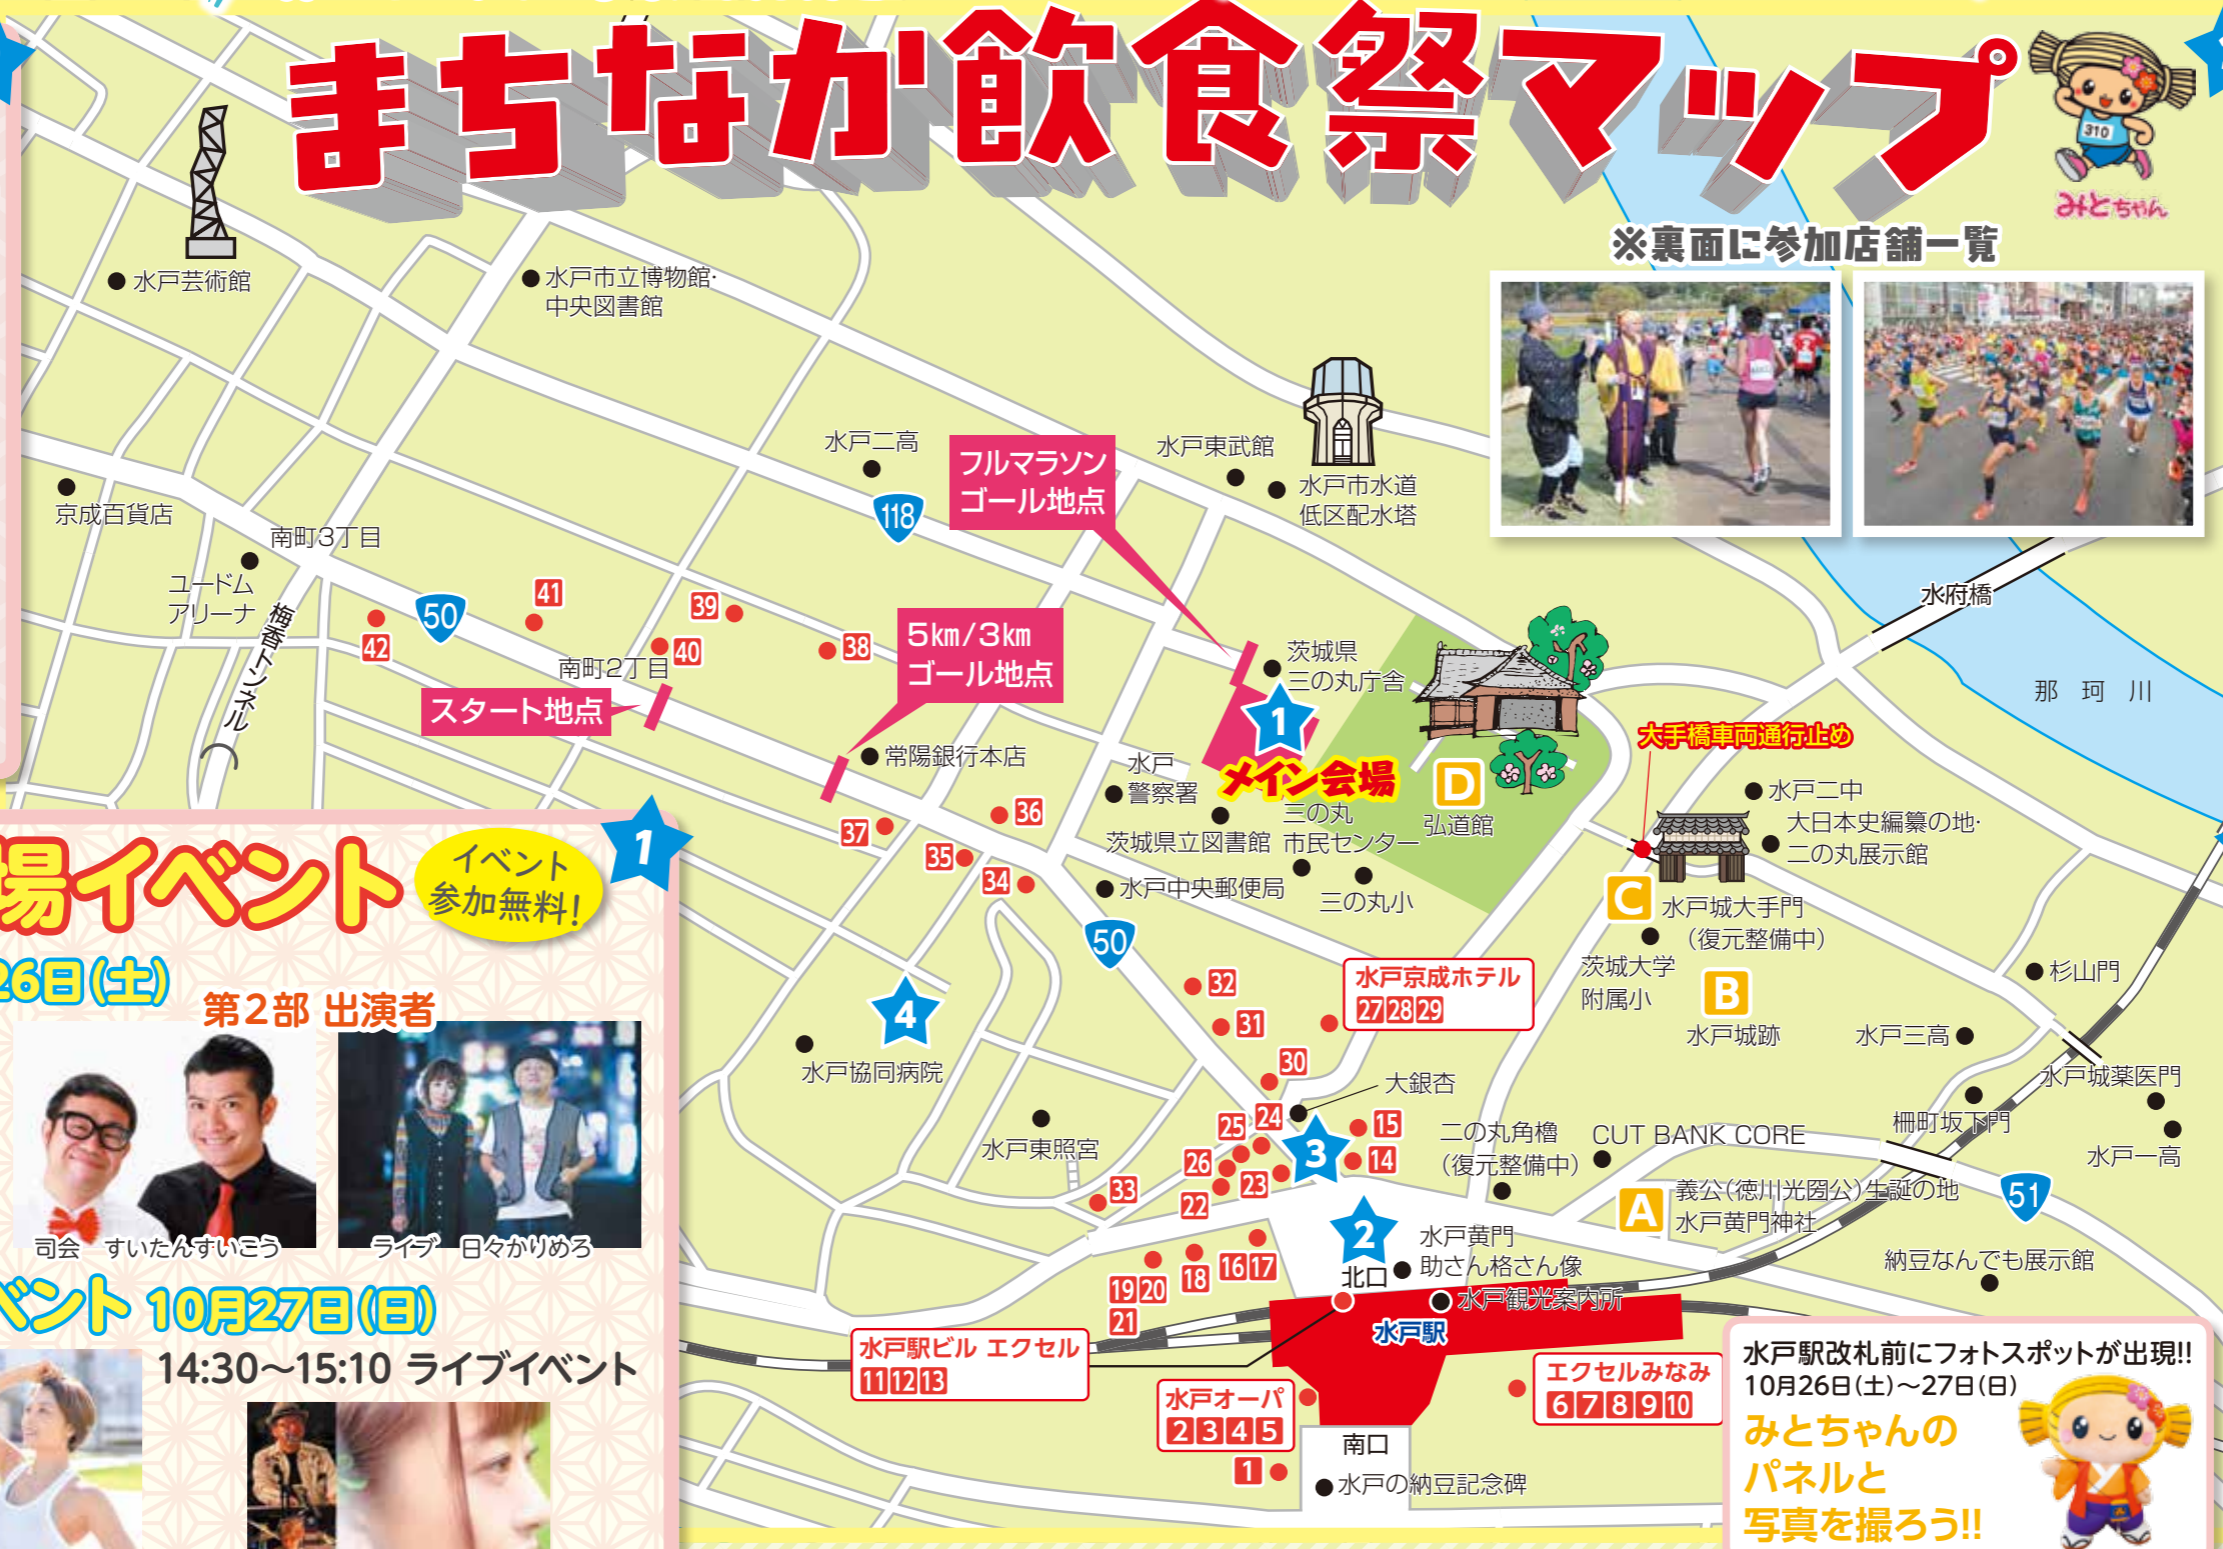 まちなか飲食祭マップ
310
みとちゃん
※裏面に参加店舗一覧
水戸芸術館
水戸市立博物館・
中央図書館
水戸二高
フルマラソン
ゴール地点
水戸東武館
水戸市水道
低区配水塔
118
京成百貨店
南町3丁目
ユードム
アリーナ
梅香トンネル
50
42
41
39
40
38
南町2丁目
スタート地点
5km/3km
ゴール地点
常陽銀行本店
茨城県
三の丸庁舎
1
メイン会場
水戸
警察署
茨城県立図書館
三の丸
市民センター
D
弘道館
水府橋
那珂川
大手橋車両通行止め
水戸二中
大日本史編纂の地・
二の丸展示館
C
水戸城大手門
(復元整備中)
茨城大学
附属小
B
水戸城跡
杉山門
水戸三高
水戸城薬医門
柵町坂下門
水戸一高
37
36
35
34
水戸中央郵便局
三の丸小
50
4
水戸協同病院
水戸東照宮
32
31
30
水戸京成ホテル
27 28 29
大銀杏
25
24
26
23
22
33
3
15
14
二の丸角櫓
(復元整備中)
CUT BANK CORE
A
義公(徳川光圀公)生誕の地
水戸黄門神社
51
納豆なんでも展示館
2
北口
水戸黄門
助さん格さん像
水戸観光案内所
水戸駅
16 17
18
19 20
21
水戸駅ビル エクセル
11 12 13
水戸オーパ
2 3 4 5
エクセルみなみ
6 7 8 9 10
南口
1
水戸の納豆記念碑
水戸駅改札前にフォトスポットが出現!!
10月26日(土)〜27日(日)
みとちゃんの
パネルと
写真を撮ろう!!
1
場イベント
イベント
参加無料!
26日(土)
第2部 出演者
司会 すいたんすいこう
ライブ 日々かりめろ
ベント 10月27日(日)
14:30〜15:10 ライブイベント